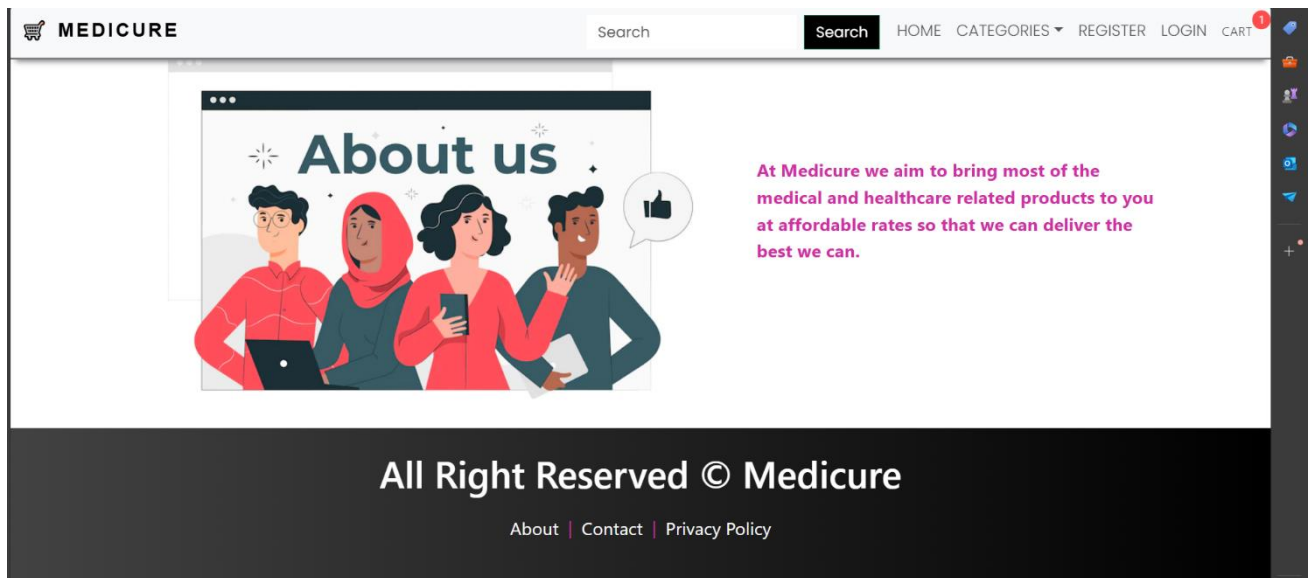 MEDICURE
Search
Search
HOME
CATEGORIES
REGISTER
LOGIN
CART
1
About us
At Medicure we aim to bring most of the
medical and healthcare related products to you
at affordable rates so that we can deliver the
best we can.
All Right Reserved © Medicure
About | Contact | Privacy Policy